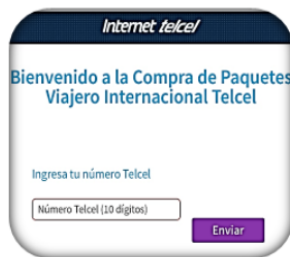 Internet telcel
Bienvenido a la Compra de Paquetes
Viajero Internacional Telcel
Ingresa tu número Telcel
Número Telcel (10 dígitos)
Enviar